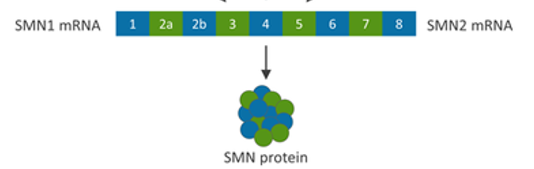 SMN1 mRNA 1 2a 2b 3 4 5 6 7 8 SMN2 mRNA
SMN protein